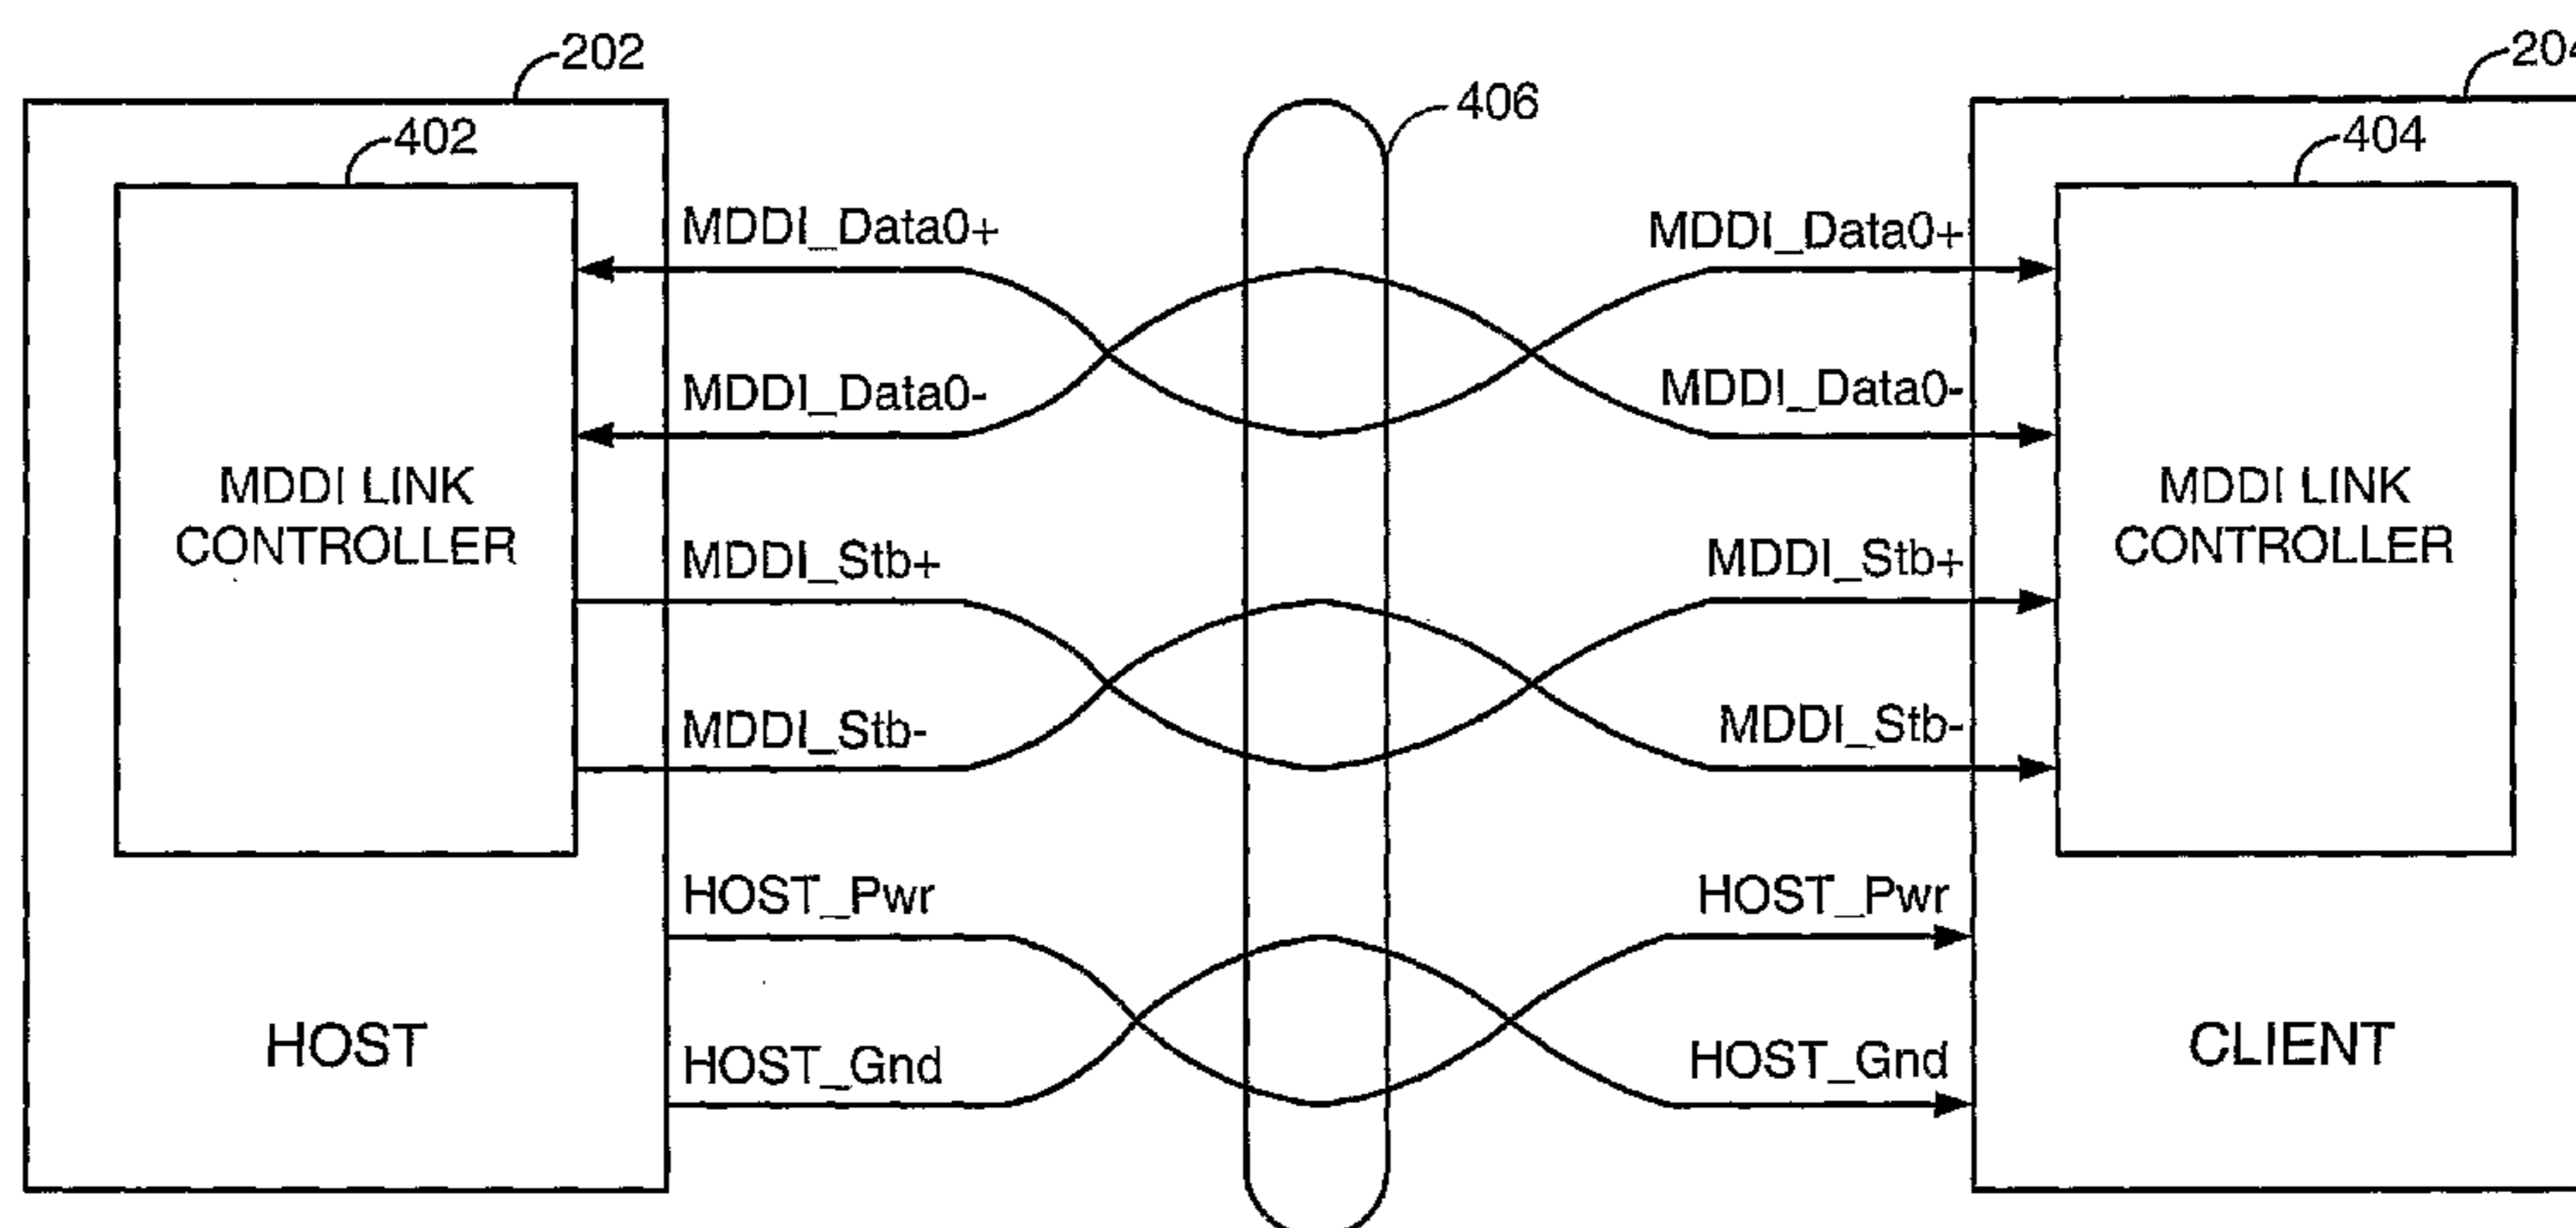 202
204
402
406
404
MDDI_Data0+
MDDI_Data0+
MDDI_Data0-
MDDI_Data0-
MDDI LINK
CONTROLLER
MDDI LINK
CONTROLLER
MDDI_Stb+
MDDI_Stb+
MDDI_Stb-
MDDI_Stb-
HOST_Pwr
HOST_Pwr
HOST
HOST_Gnd
HOST_Gnd
CLIENT